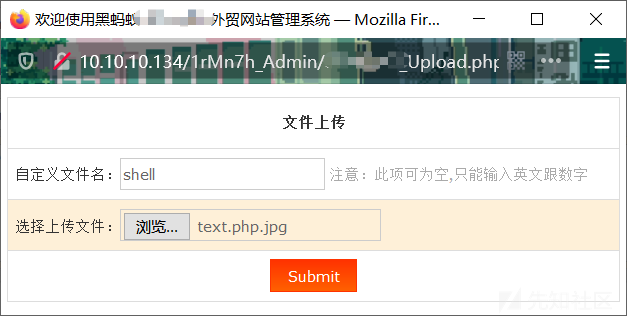 欢迎使用黑蚂蚁 外贸网站管理系统 — Mozilla Fir...
10.10.10.134/1rMn7h_Admin/ _Upload.php
文件上传
自定义文件名： shell 注意：此项可为空,只能输入英文跟数字
选择上传文件： 浏览... text.php.jpg
Submit
先知社区